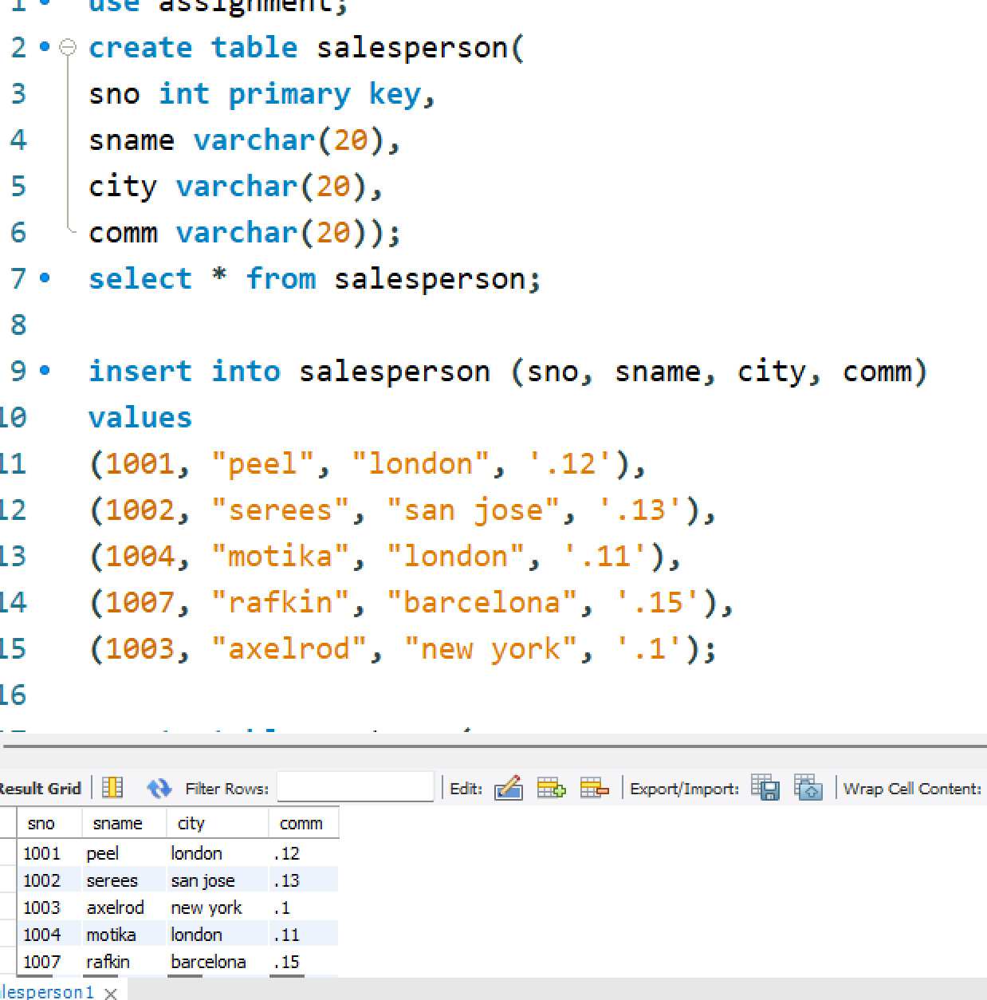 1 use assignment;
2 create table salesperson(
3 sno int primary key,
4 sname varchar(20),
5 city varchar(20),
6 comm varchar(20));
7 select * from salesperson;
8
9 insert into salesperson (sno, sname, city, comm)
10 values
11 (1001, "peel", "london", '.12'),
12 (1002, "serees", "san jose", '.13'),
13 (1004, "motika", "london", '.11'),
14 (1007, "rafkin", "barcelona", '.15'),
15 (1003, "axelrod", "new york", '.1');
16
Result Grid Filter Rows: Edit: Export/Import: Wrap Cell Content:
sno sname city comm
1001 peel london .12
1002 serees san jose .13
1003 axelrod new york .1
1004 motika london .11
1007 rafkin barcelona .15
lesperson1